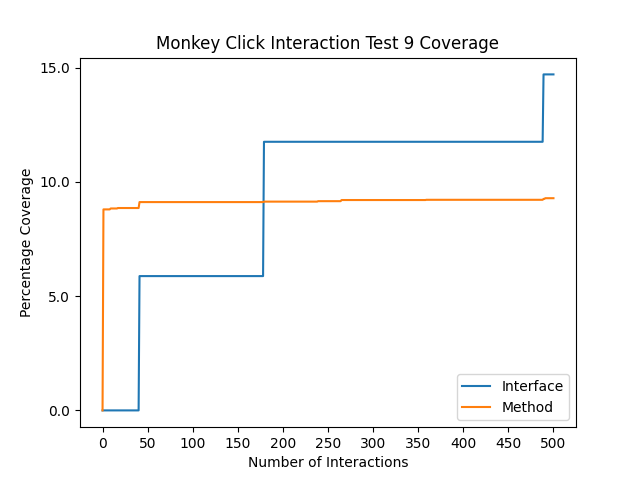 Monkey Click Interaction Test 9 Coverage
15.0
10.0
5.0
0.0
Percentage Coverage
0 50 100 150 200 250 300 350 400 450 500
Number of Interactions
Interface
Method